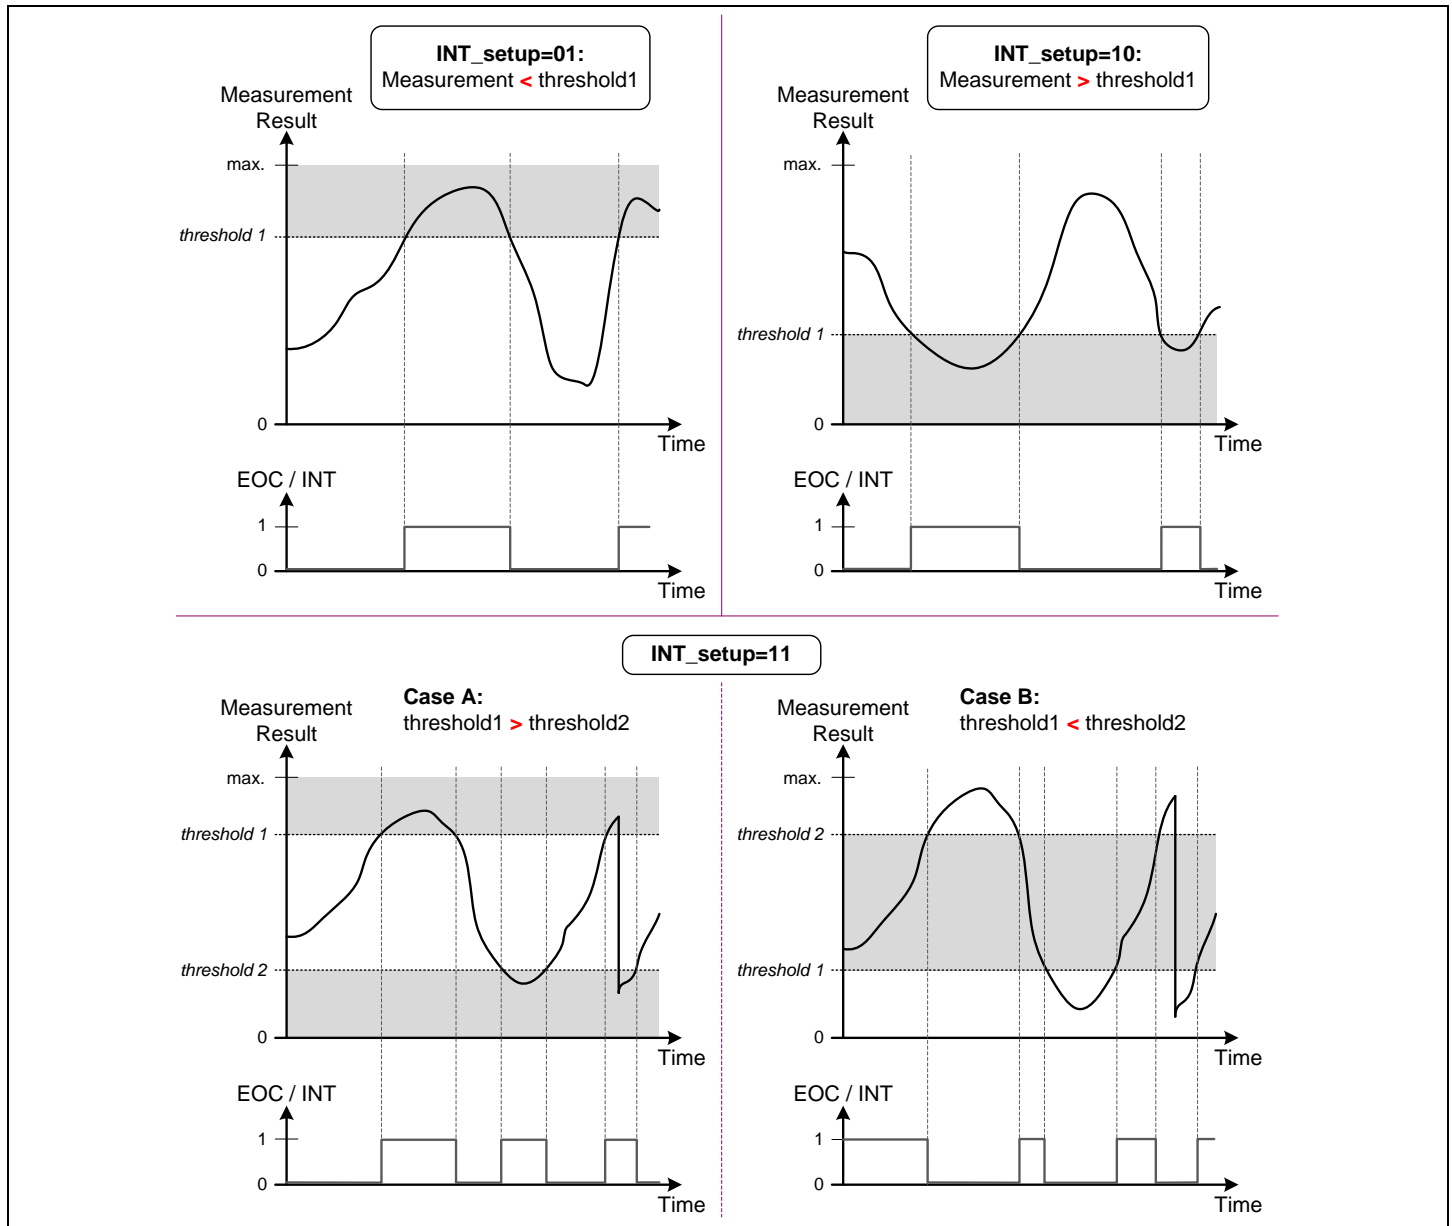 INT_setup=01:
Measurement < threshold1
Measurement
Result
max.
threshold 1
0
Time
EOC / INT
1
0
Time
INT_setup=10:
Measurement > threshold1
Measurement
Result
max.
threshold 1
0
Time
EOC / INT
1
0
Time
INT_setup=11
Case A:
threshold1 > threshold2
Measurement
Result
max.
threshold 1
threshold 2
0
Time
EOC / INT
1
0
Time
Case B:
threshold1 < threshold2
Measurement
Result
max.
threshold 2
threshold 1
0
Time
EOC / INT
1
0
Time